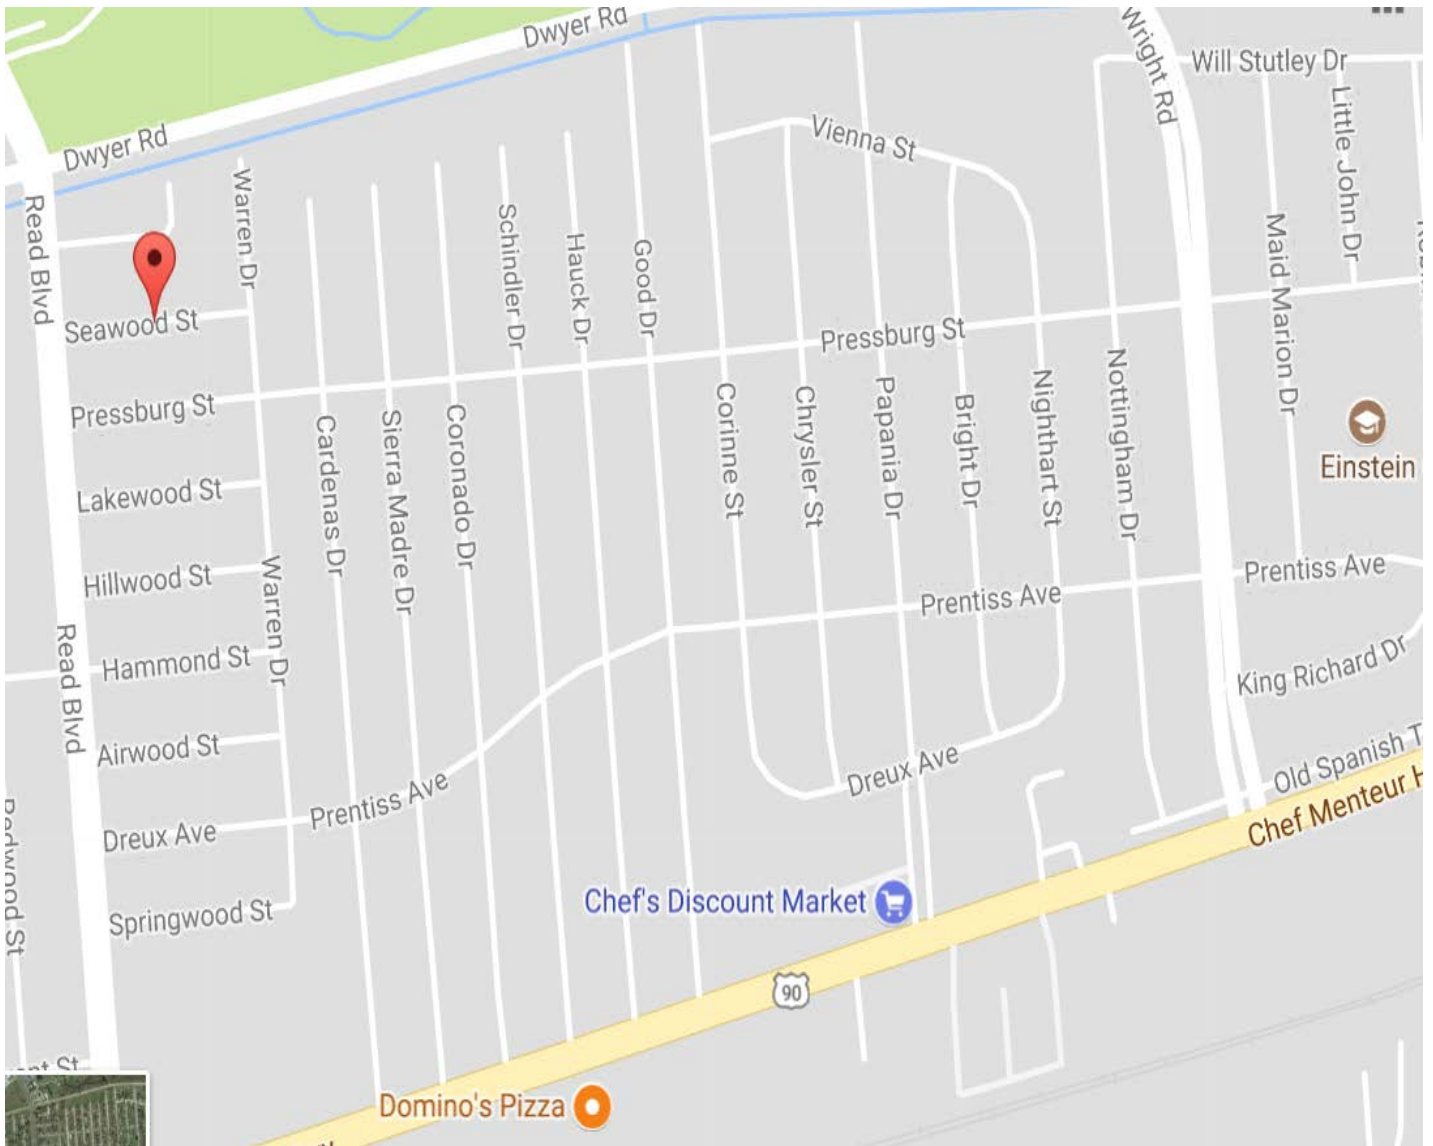 Dwyer Rd
Wright Rd
Will Stutley Dr
Little John Dr
Dwyer Rd
Vienna St
Warren Dr
Read Blvd
Schindler Dr
Hauck Dr
Good Dr
Maid Marion Dr
Seawood St
Pressburg St
Pressburg St
Nottingham Dr
Nighthart St
Papania Dr
Bright Dr
Corinne St
Chrysler St
Cardenas Dr
Sierra Madre Dr
Coronado Dr
Einstein
Lakewood St
Hillwood St
Warren Dr
Prentiss Ave
Prentiss Ave
Read Blvd
Hammond St
King Richard Dr
Airwood St
Dreux Ave
Old Spanish T
Prentiss Ave
Chef Menteur H
Dreux Ave
Redwood St
Springwood St
Chef's Discount Market
90
Domino's Pizza